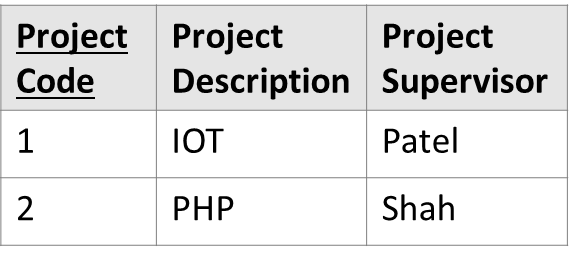 Project Code Project Description Project Supervisor
1 IOT Patel
2 PHP Shah